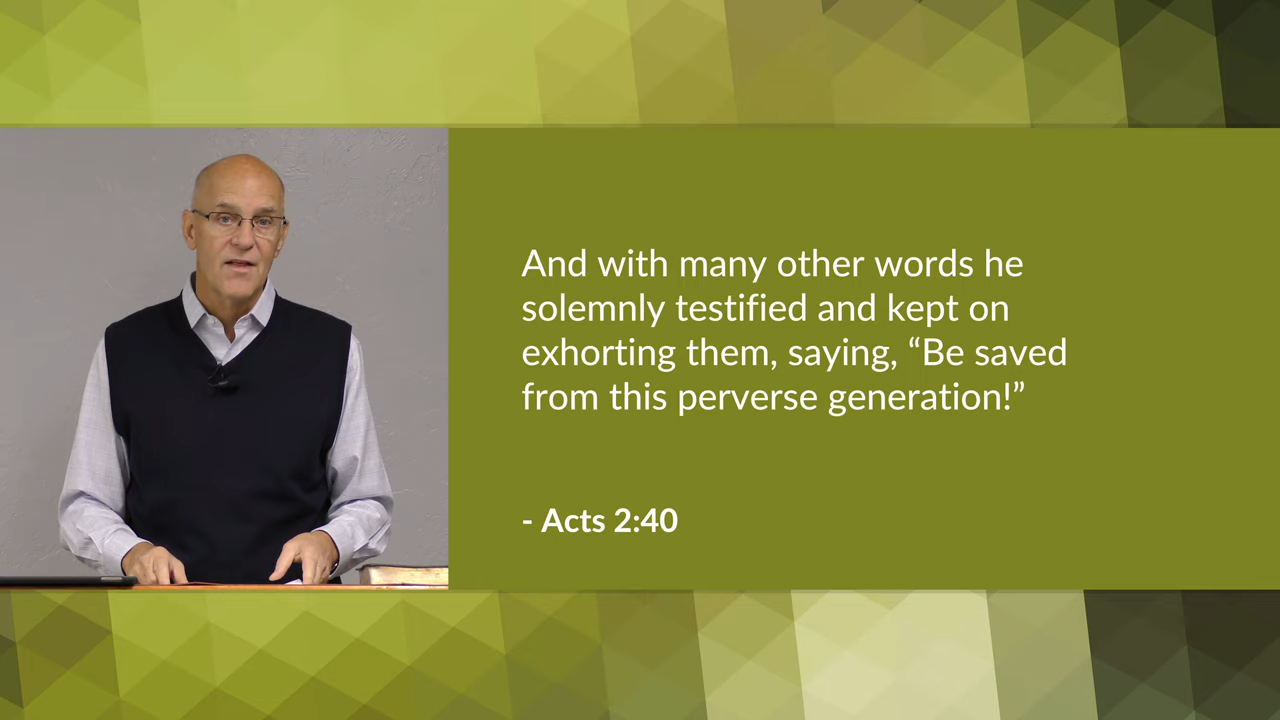 And with many other words he
solemnly testified and kept on
exhorting them, saying, “Be saved
from this perverse generation!”
- Acts 2:40